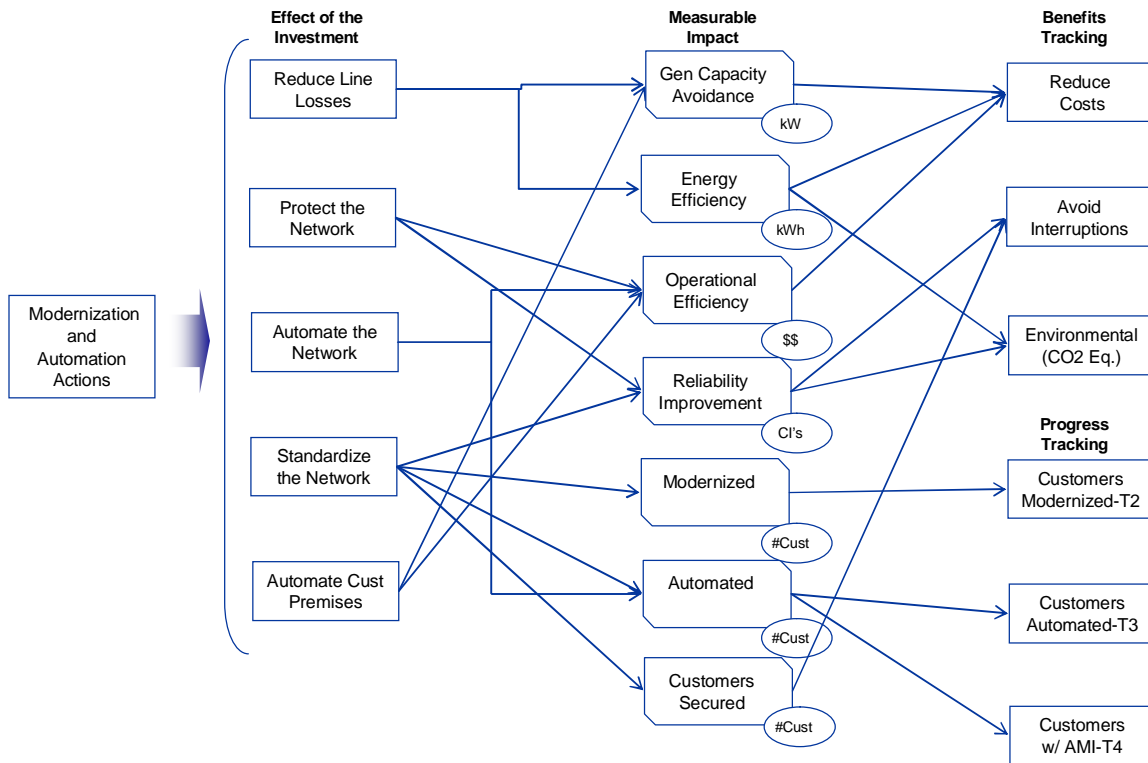 Effect of the
Investment
Measurable
Impact
Benefits
Tracking
Modernization
and
Automation
Actions
Reduce Line
Losses
Protect the
Network
Automate the
Network
Standardize
the Network
Automate Cust
Premises
Gen Capacity
Avoidance
kW
Energy
Efficiency
kWh
Operational
Efficiency
$$
Reliability
Improvement
CI's
Modernized
#Cust
Automated
#Cust
Customers
Secured
#Cust
Reduce
Costs
Avoid
Interruptions
Environmental
(CO2 Eq.)
Progress
Tracking
Customers
Modernized-T2
Customers
Automated-T3
Customers
w/ AMI-T4